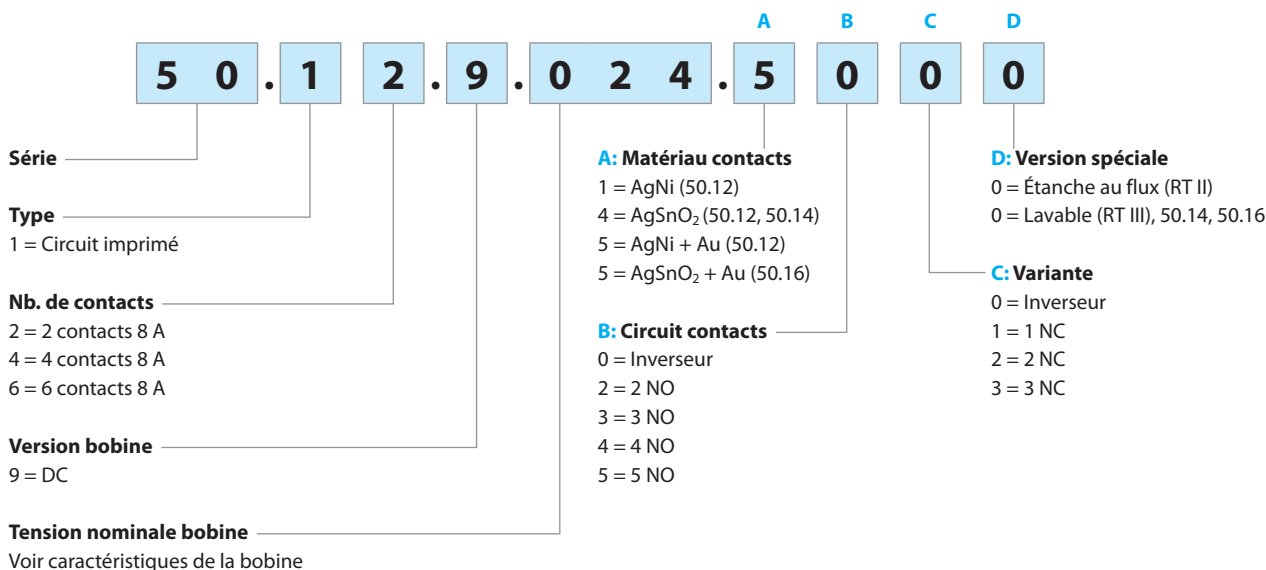 A B C D
5 0 . 1 2 . 9 . 0 2 4 . 5 0 0 0
Série
Type
1 = Circuit imprimé
Nb. de contacts
2 = 2 contacts 8 A
4 = 4 contacts 8 A
6 = 6 contacts 8 A
Version bobine
9 = DC
Tension nominale bobine
Voir caractéristiques de la bobine
A: Matériau contacts
1 = AgNi (50.12)
4 = AgSnO₂ (50.12, 50.14)
5 = AgNi + Au (50.12)
5 = AgSnO₂ + Au (50.16)
B: Circuit contacts
0 = Inverseur
2 = 2 NO
3 = 3 NO
4 = 4 NO
5 = 5 NO
D: Version spéciale
0 = Étanche au flux (RT II)
0 = Lavable (RT III), 50.14, 50.16
C: Variante
0 = Inverseur
1 = 1 NC
2 = 2 NC
3 = 3 NC